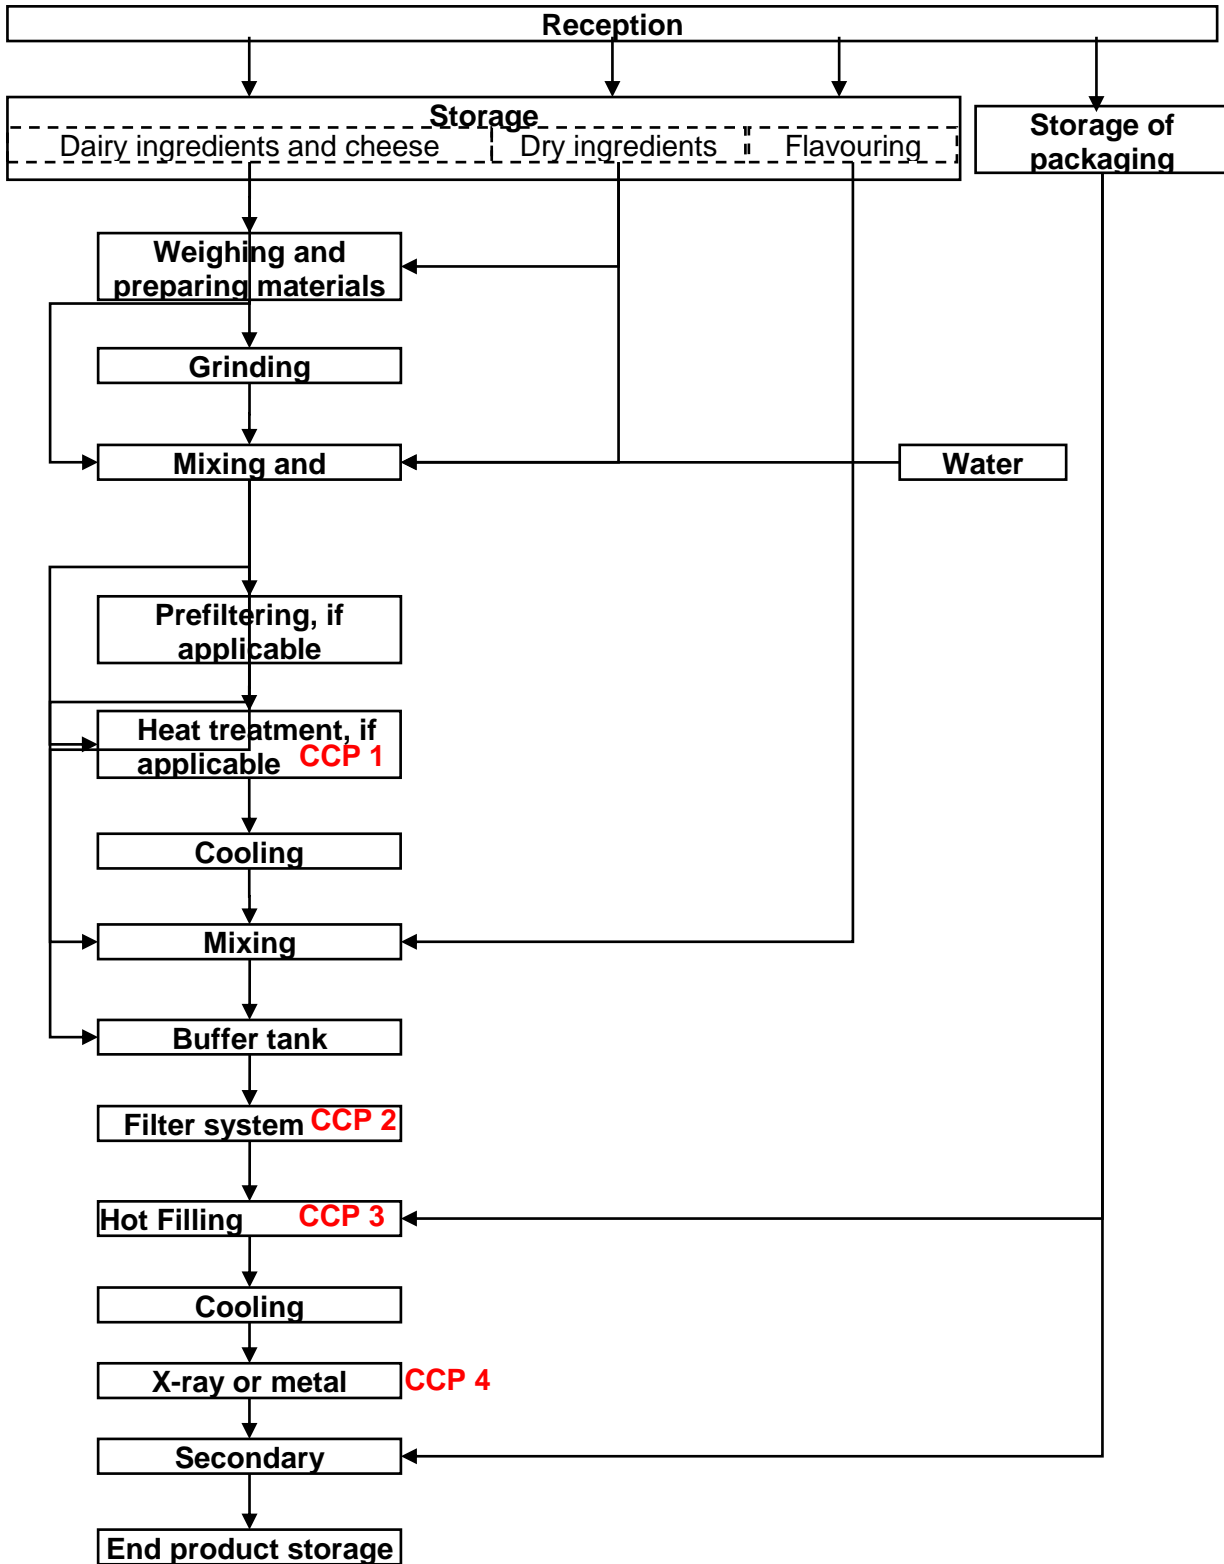 Reception
Storage
Dairy ingredients and cheese Dry ingredients Flavouring
Storage of
packaging
Weighing and
preparing materials
Grinding
Mixing and
Water
Prefiltering, if
applicable
Heat treatment, if
applicable CCP 1
Cooling
Mixing
Buffer tank
Filter system CCP 2
Hot Filling CCP 3
Cooling
X-ray or metal CCP 4
Secondary
End product storage